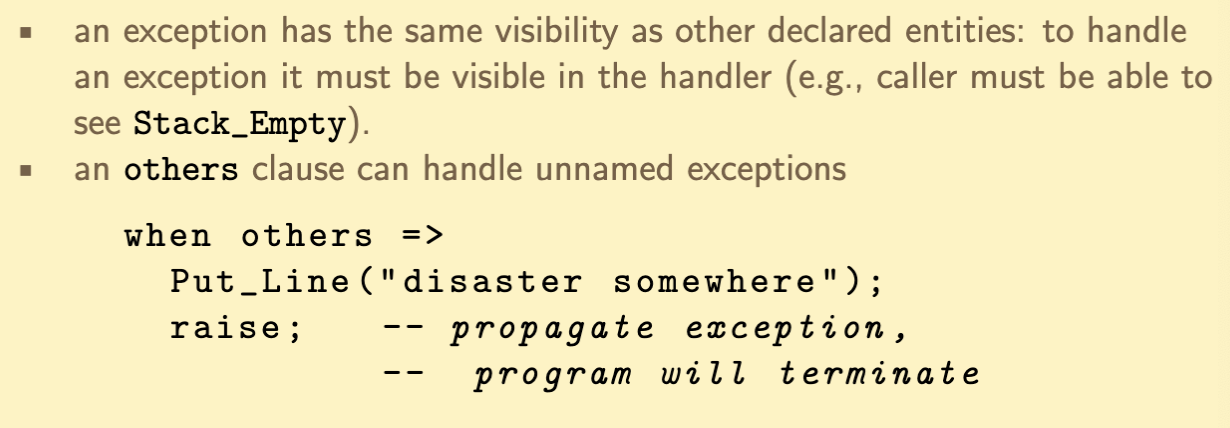 ▪ an exception has the same visibility as other declared entities: to handle
an exception it must be visible in the handler (e.g., caller must be able to
see Stack_Empty).
▪ an others clause can handle unnamed exceptions
when others =>
Put_Line("disaster somewhere");
raise; -- propagate exception,
-- program will terminate